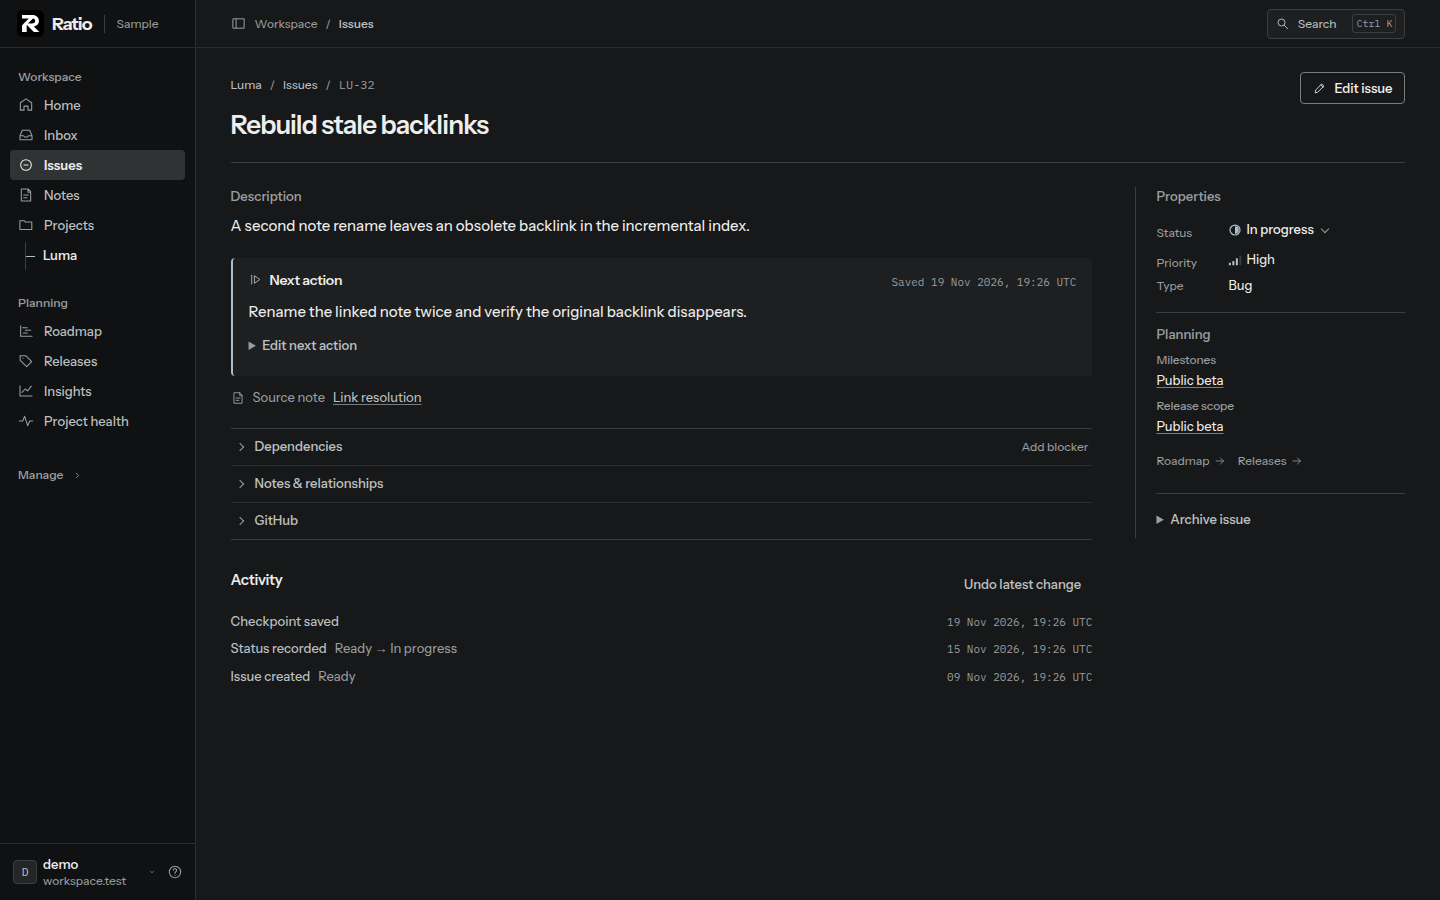 Ratio Sample
Workspace / Issues
Search Ctrl K
Workspace
Home
Inbox
Issues
Notes
Projects
Luma
Planning
Roadmap
Releases
Insights
Project health
Manage
demo
D
workspace.test
Luma / Issues / LU-32
Edit issue
Rebuild stale backlinks
Description
A second note rename leaves an obsolete backlink in the incremental index.
Next action
Saved 19 Nov 2026, 19:26 UTC
Rename the linked note twice and verify the original backlink disappears.
Edit next action
Source note Link resolution
Dependencies
Add blocker
Notes & relationships
GitHub
Activity
Undo latest change
Checkpoint saved 19 Nov 2026, 19:26 UTC
Status recorded Ready → In progress 15 Nov 2026, 19:26 UTC
Issue created Ready 09 Nov 2026, 19:26 UTC
Properties
Status In progress
Priority High
Type Bug
Planning
Milestones
Public beta
Release scope
Public beta
Roadmap → Releases →
Archive issue